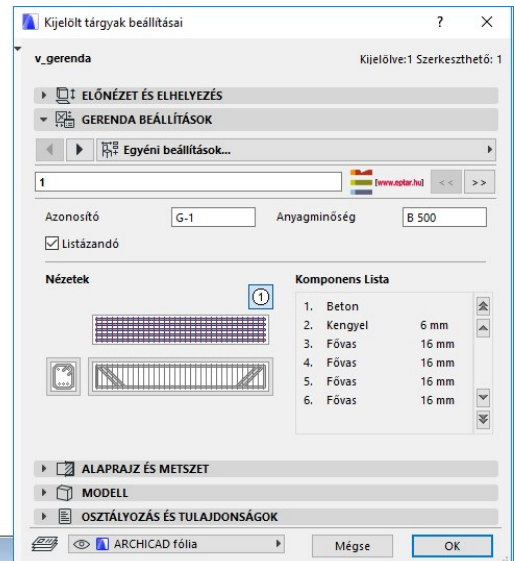 Kijelölt tárgyak beállításai ? ×
v_gerenda Kijelölve:1 Szerkeszthető: 1
ELŐNÉZET ÉS ELHELYEZÉS
GERENDA BEÁLLÍTÁSOK
Egyéni beállítások...
1 [www.eptar.hu] << >>
Azonosító G-1 Anyagminőség B 500
Listázandó
Nézetek Komponens Lista
1
1. Beton
2. Kengyel 6 mm
3. Fővas 16 mm
4. Fővas 16 mm
5. Fővas 16 mm
6. Fővas 16 mm
ALAPRAJZ ÉS METSZET
MODELL
OSZTÁLYOZÁS ÉS TULAJDONSÁGOK
ARCHICAD fólia Mégse OK